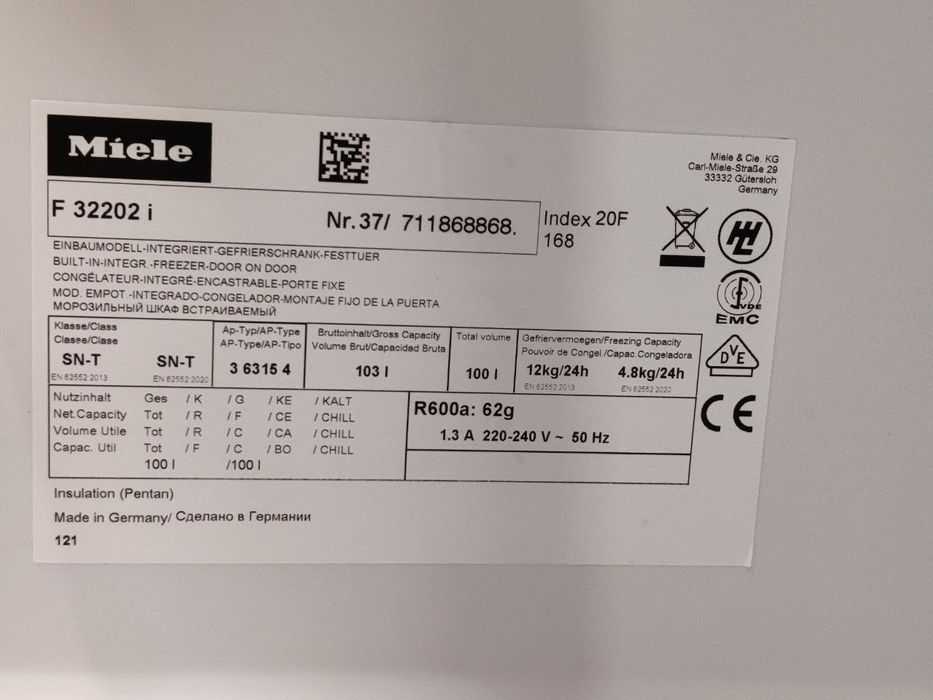 Miele
Miele & Cie. KG
Carl-Miele-Straße 29
33332 Gütersloh
Germany
F 32202 i
Nr. 37/ 711868868.
Index 20F
168
EINBAUMODELL-INTEGRIERT-GEFRIERSCHRANK-FESTTUER
BUILT-IN-INTEGR.-FREEZER-DOOR ON DOOR
CONGÉLATEUR-INTEGRÉ-ENCASTRABLE-PORTE FIXE
MOD. EMPOT.-INTEGRADO-CONGELADOR-MONTAJE FIJO DE LA PUERTA
МОРОЗИЛЬНЫЙ ШКАФ ВСТРАИВАЕМЫЙ
VDE
EMC
DVE
CE
Klasse/Class
Classe/Clase
SN-T SN-T
EN 62552 2013 EN 62552 2020
Ap-Typ/AP-Type
AP-Type/AP-Tipo
3 6315 4
Bruttoinhalt/Gross Capacity
Volume Brut/Capacidad Bruta
103 l
Total volume
100 l
Gefriervermoegen/Freezing Capacity
Pouvoir de Congel./Capac.Congeladora
12kg/24h 4.8kg/24h
EN 62552 2013 EN 62552 2020
Nutzinhalt Ges / K / G / KE / KALT
Net.Capacity Tot / R / F / CE / CHILL
Volume Utile Tot / R / C / CA / CHILL
Capac. Util Tot / F / C / BO / CHILL
100 l /100 l
R600a: 62g
1.3 A 220-240 V ~ 50 Hz
Insulation (Pentan)
Made in Germany/ Сделано в Германии
121